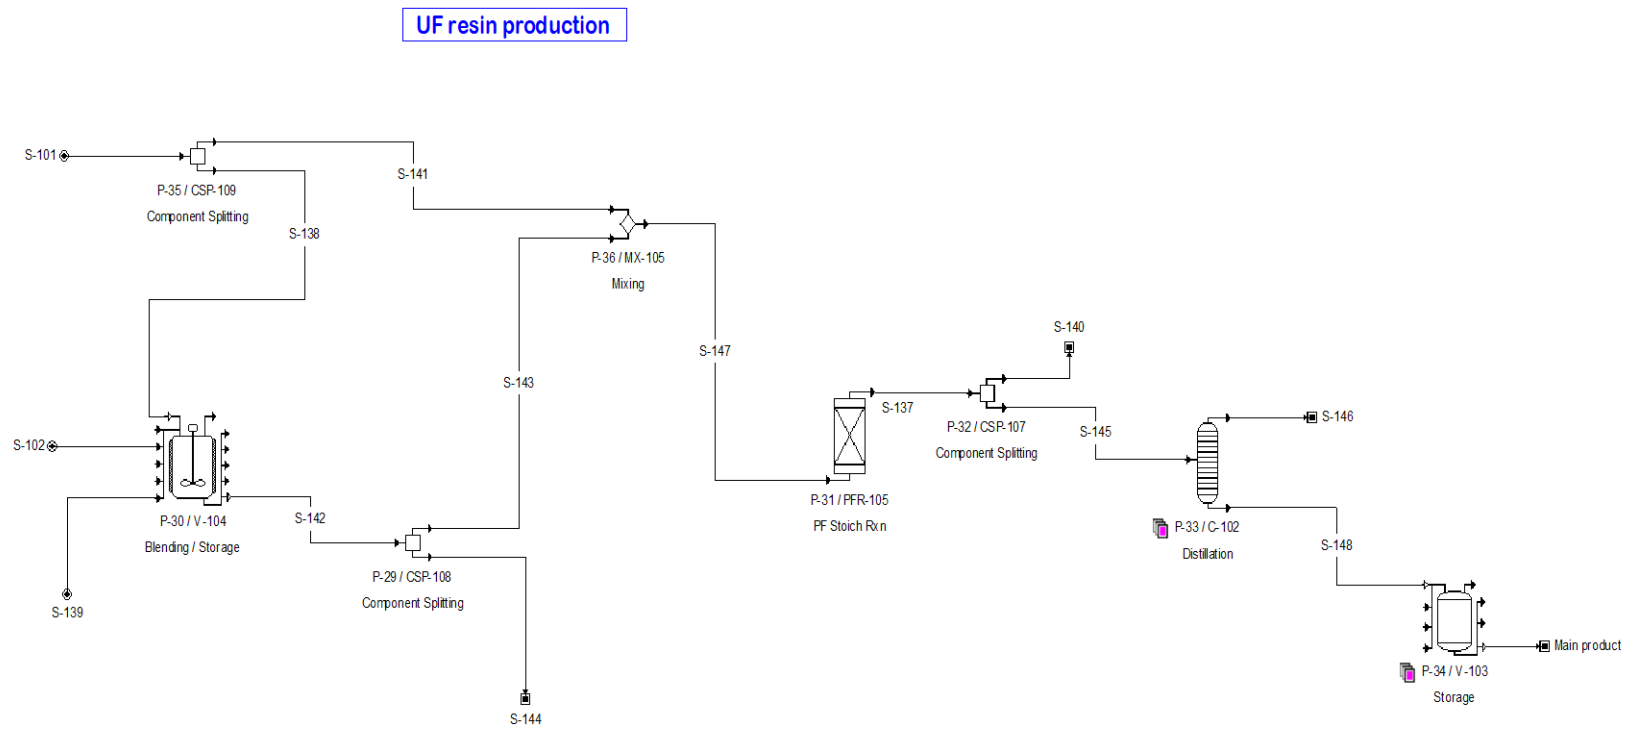 UF resin production
S-101
P-35 / CSP-109
Component Splitting
S-141
S-138
P-36 / MX-105
Mixing
S-140
S-147
S-143
S-137
S-146
P-32 / CSP-107
Component Splitting
S-145
S-102
P-31 / PFR-105
PF Stoich Rxn
P-30 / V-104
Blending / Storage
S-142
P-33 / C-102
Distillation
S-148
P-29 / CSP-108
Component Splitting
S-139
Main product
P-34 / V-103
Storage
S-144